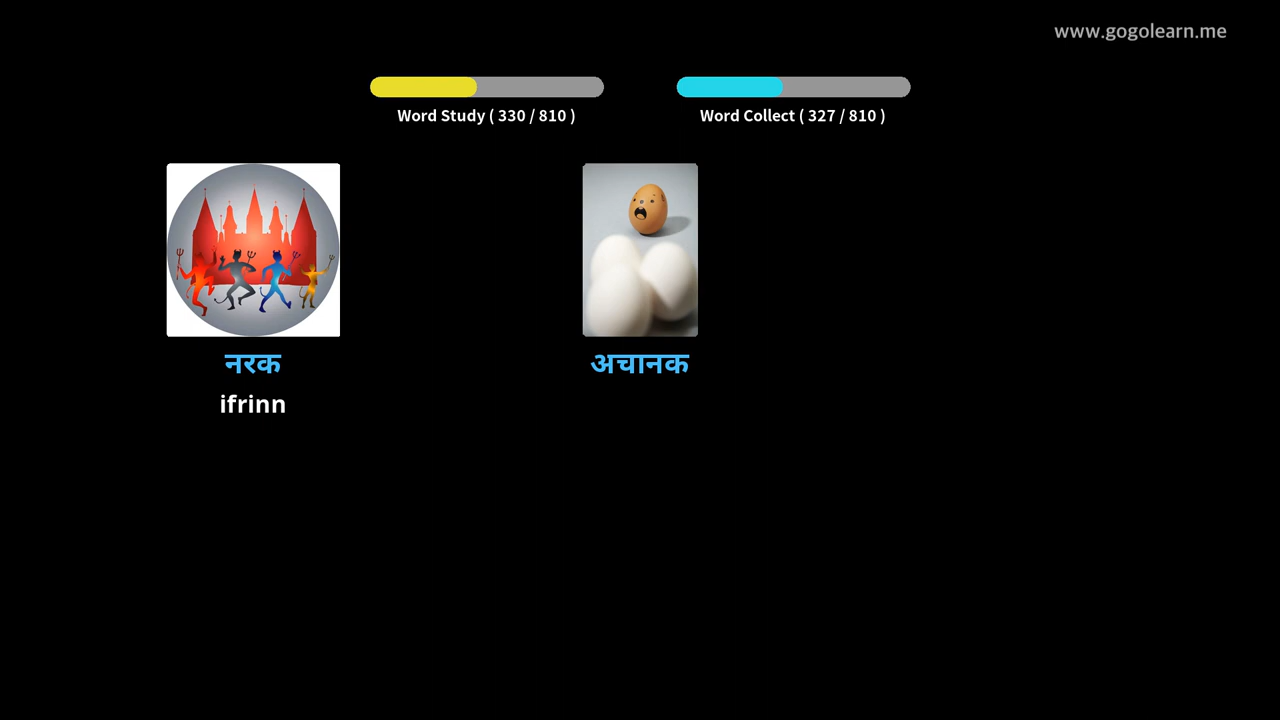 www.gogolearn.me
Word Study ( 330 / 810 )
Word Collect ( 327 / 810 )
नरक
अचानक
ifrinn